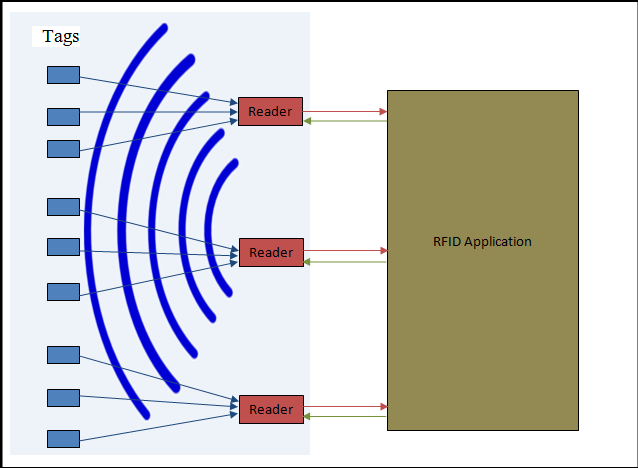 Tags
Reader
RFID Application
Reader
Reader